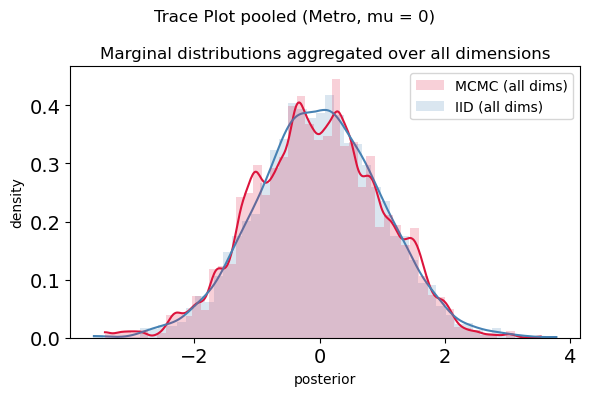 Trace Plot pooled (Metro, mu = 0)
Marginal distributions aggregated over all dimensions
MCMC (all dims)
IID (all dims)
density
0.4
0.3
0.2
0.1
0.0
−2
0
2
4
posterior